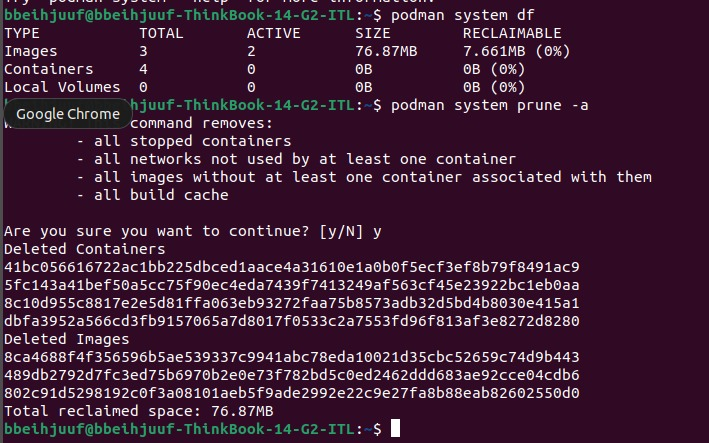 bbeihjuuf@bbeihjuuf-ThinkBook-14-G2-ITL:~$ podman system df
TYPE TOTAL ACTIVE SIZE RECLAIMABLE
Images 3 2 76.87MB 7.661MB (0%)
Containers 4 0 0B 0B (0%)
Local Volumes 0 0 0B 0B (0%)
bbeihjuuf@bbeihjuuf-ThinkBook-14-G2-ITL:~$ podman system prune -a
Google Chrome
command removes:
- all stopped containers
- all networks not used by at least one container
- all images without at least one container associated with them
- all build cache
Are you sure you want to continue? [y/N] y
Deleted Containers
41bc056616722ac1bb225dbced1aace4a31610e1a0b0f5ecf3ef8b79f8491ac9
5fc143a41bef50a5cc75f90ec4eda7439f7413249af563cf45e23922bc1eb0aa
8c10d955c8817e2e5d81ffa063eb93272faa75b8573adb32d5bd4b8030e415a1
dbfa3952a566cd3fb9157065a7d8017f0533c2a7553fd96f813af3e8272d8280
Deleted Images
8ca4688f4f356596b5ae539337c9941abc78eda10021d35cbc52659c74d9b443
489db2792d7fc3ed75b6970b2e0e73f782bd5c0ed2462ddd683ae92cce04cdb6
802c91d5298192c0f3a08101aeb5f9ade2992e22c9e27fa8b88eab82602550d0
Total reclaimed space: 76.87MB
bbeihjuuf@bbeihjuuf-ThinkBook-14-G2-ITL:~$